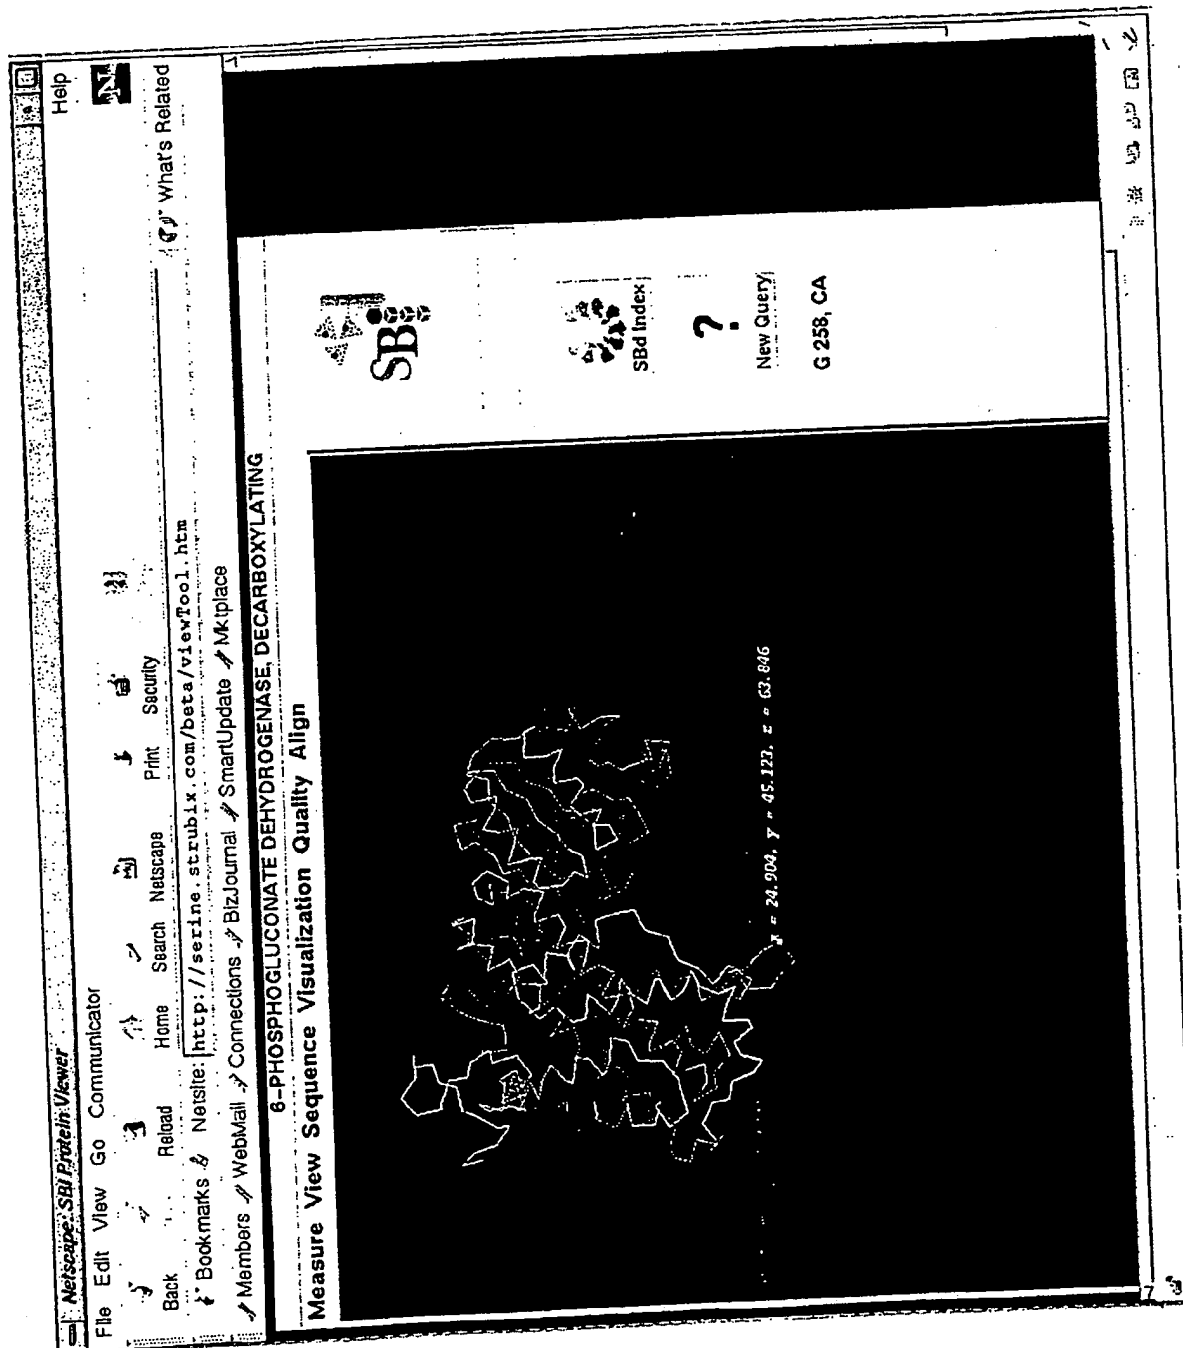 Netscape: SBI Protein Viewer
File Edit View Go Communicator
Help
Back Reload Home Search Netscape Print Security
N
Bookmarks & Netsite: http://serine.strubix.com/beta/viewTool.htm
What's Related
Members WebMail Connections BizJournal SmartUpdate Mktplace
6-PHOSPHOGLUCONATE DEHYDROGENASE, DECARBOXYLATING
Measure View Sequence Visualization Quality Align
SB
SBd Index
?
New Query
G 258, CA
x = 24.904, y = 45.123, z = 63.846